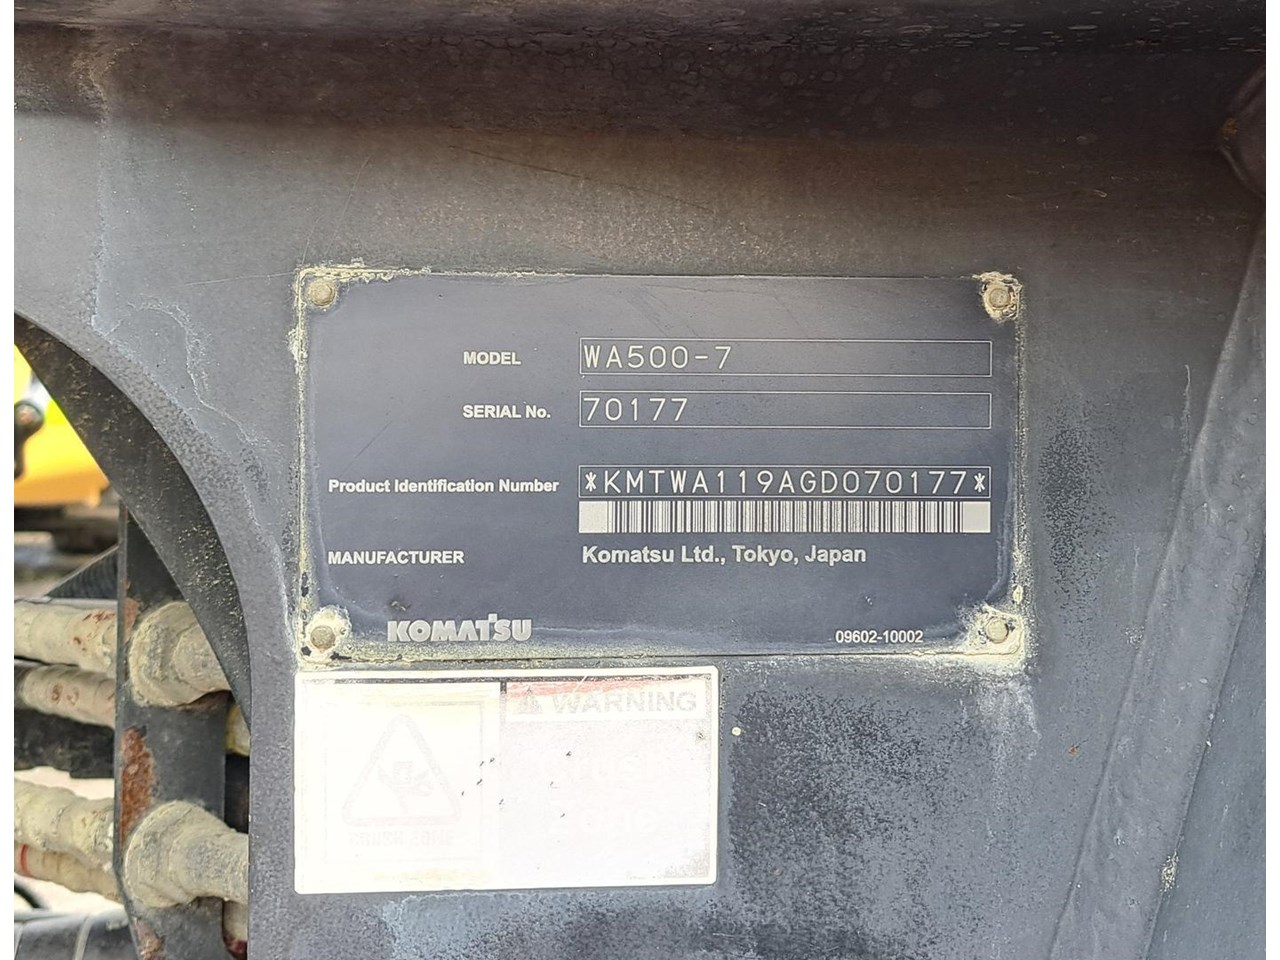 MODEL WA500-7
SERIAL No. 70177
Product Identification Number *KMTWA119AGD070177*
MANUFACTURER Komatsu Ltd., Tokyo, Japan
KOMATSU 09602-10002
WARNING